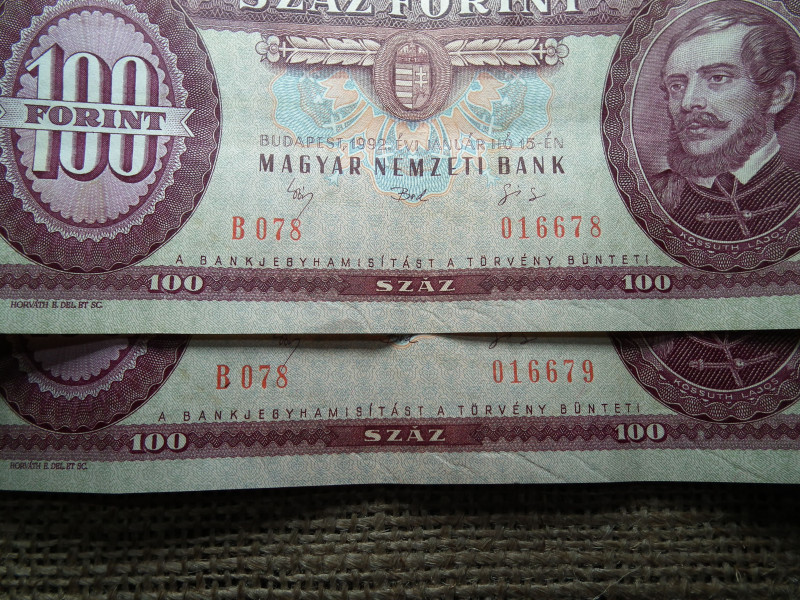 SZÁZ FORINT
100
FORINT
BUDAPEST, 1992. ÉVI JANUÁR HÓ 15-ÉN
MAGYAR NEMZETI BANK
B 078 016678
KOSSUTH LAJOS
A BANKJEGYHAMISÍTÁST A TÖRVÉNY BÜNTETI
100 SZÁZ 100
HORVÁTH E. DEL. ET SC.
B 078 016679
KOSSUTH LAJOS
A BANKJEGYHAMISÍTÁST A TÖRVÉNY BÜNTETI
100 SZÁZ 100
HORVÁTH E. DEL. ET SC.